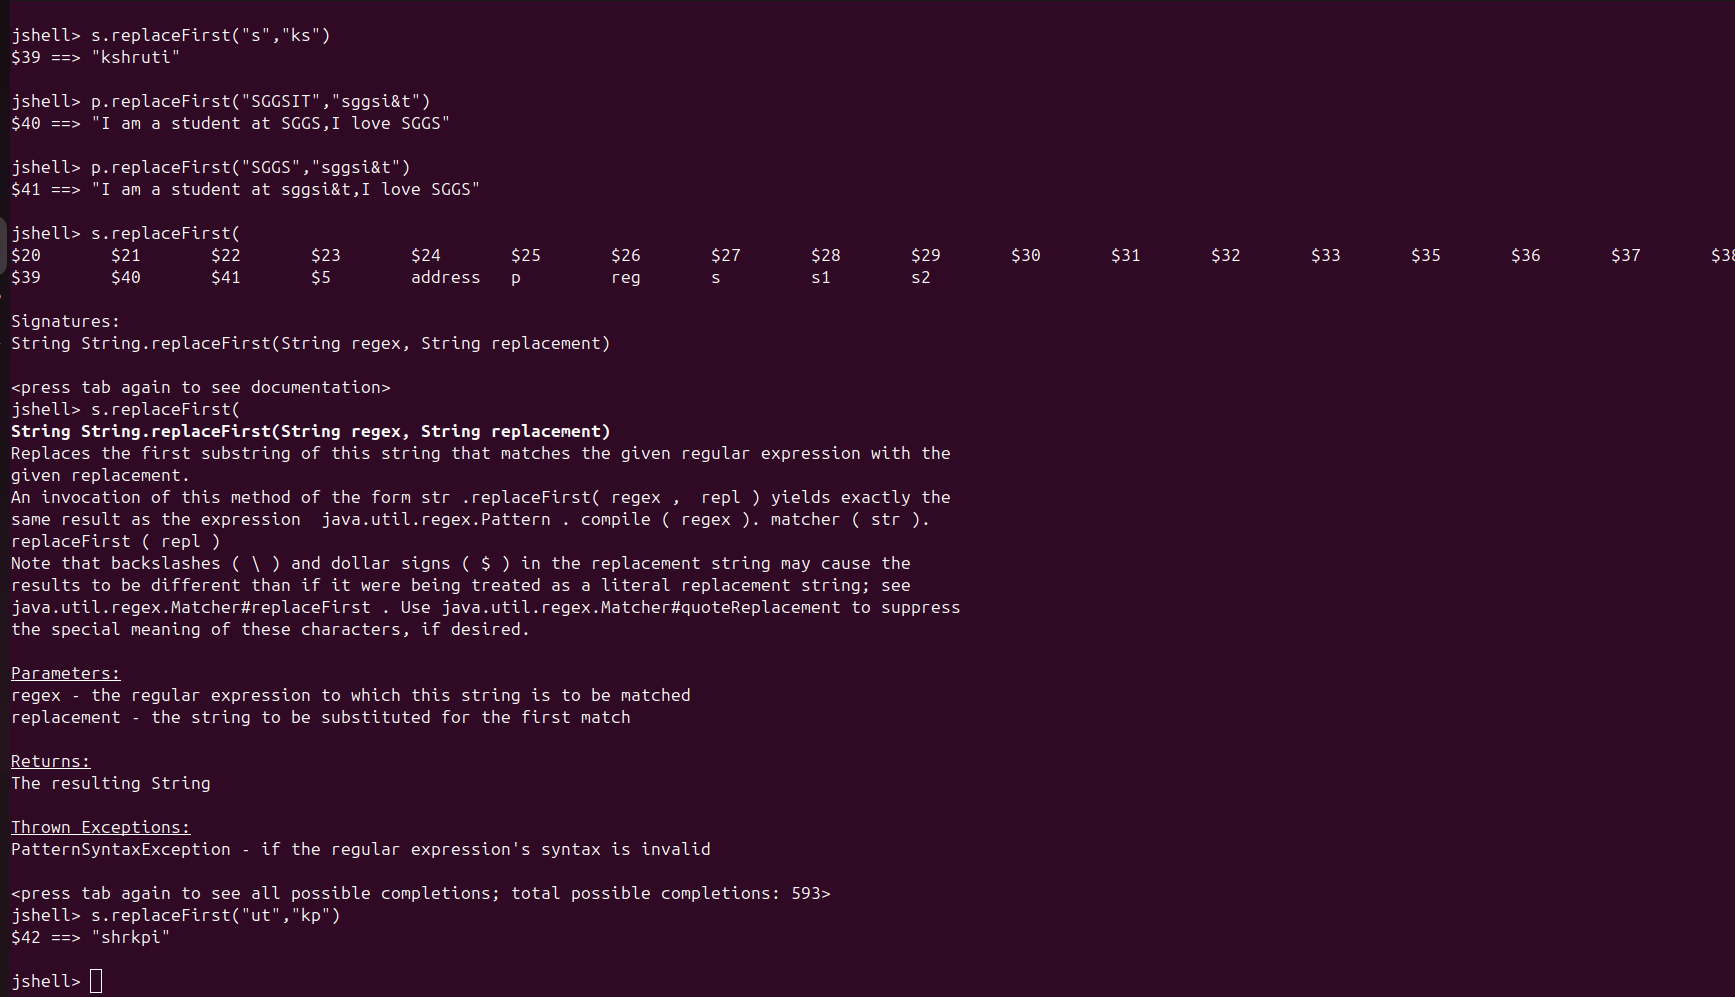 jshell> s.replaceFirst("s","ks")
$39 ==> "kshruti"
jshell> p.replaceFirst("SGGSIT","sggsi&t")
$40 ==> "I am a student at SGGS,I love SGGS"
jshell> p.replaceFirst("SGGS","sggsi&t")
$41 ==> "I am a student at sggsi&t,I love SGGS"
jshell> s.replaceFirst(
$20 $21 $22 $23 $24 $25 $26 $27 $28 $29 $30 $31 $32 $33 $35 $36 $37
$39 $40 $41 $5 address p reg s s1 s2
Signatures:
String String.replaceFirst(String regex, String replacement)
<press tab again to see documentation>
jshell> s.replaceFirst(
String String.replaceFirst(String regex, String replacement)
Replaces the first substring of this string that matches the given regular expression with the
given replacement.
An invocation of this method of the form str .replaceFirst( regex ,  repl ) yields exactly the
same result as the expression  java.util.regex.Pattern . compile ( regex ). matcher ( str ).
replaceFirst ( repl )
Note that backslashes ( \ ) and dollar signs ( $ ) in the replacement string may cause the
results to be different than if it were being treated as a literal replacement string; see
java.util.regex.Matcher#replaceFirst . Use java.util.regex.Matcher#quoteReplacement to suppress
the special meaning of these characters, if desired.
Parameters:
regex - the regular expression to which this string is to be matched
replacement - the string to be substituted for the first match
Returns:
The resulting String
Thrown Exceptions:
PatternSyntaxException - if the regular expression's syntax is invalid
<press tab again to see all possible completions; total possible completions: 593>
jshell> s.replaceFirst("ut","kp")
$42 ==> "shrkpi"
jshell>